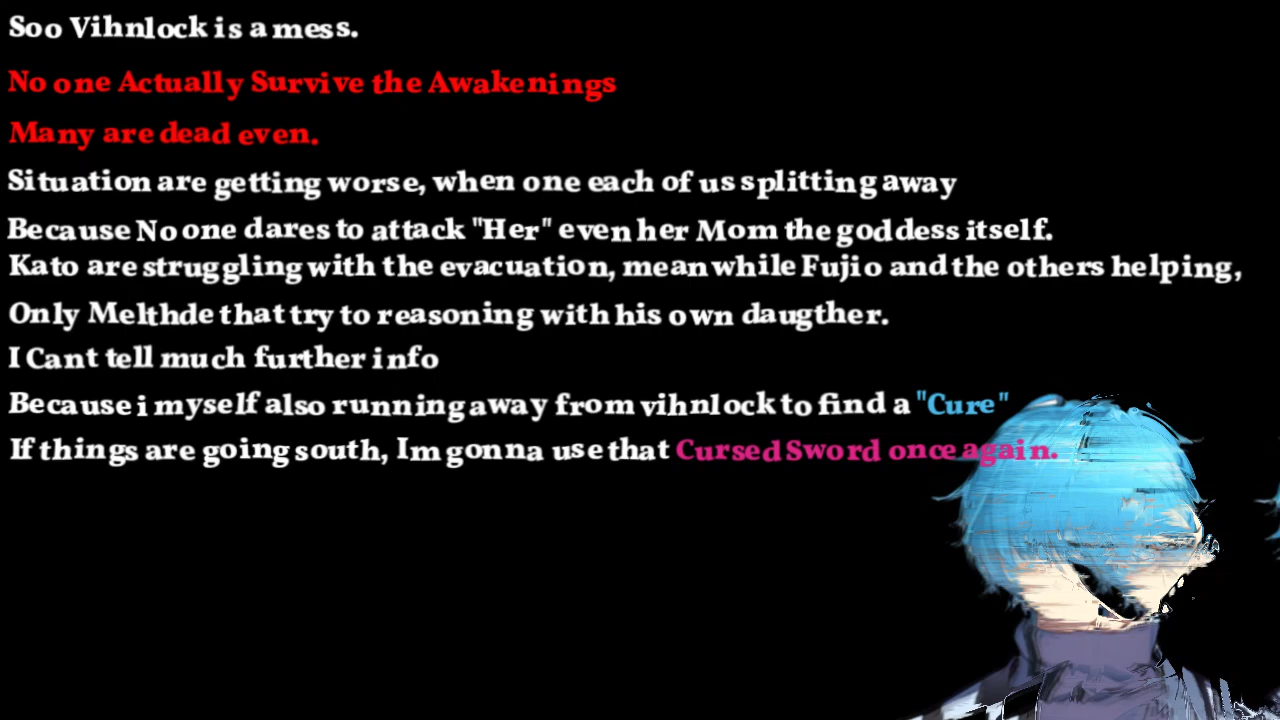 Soo Vihnlock is a mess.
No one Actually Survive the Awakenings
Many are dead even.
Situation are getting worse, when one each of us splitting away
Because No one dares to attack "Her" even her Mom the goddess itself.
Kato are struggling with the evacuation, meanwhile Fujio and the others helping,
Only Melthde that try to reasoning with his own daugther.
I Cant tell much further info
Because i myself also running away from vihnlock to find a "Cure"
If things are going south, Im gonna use that Cursed Sword once again.